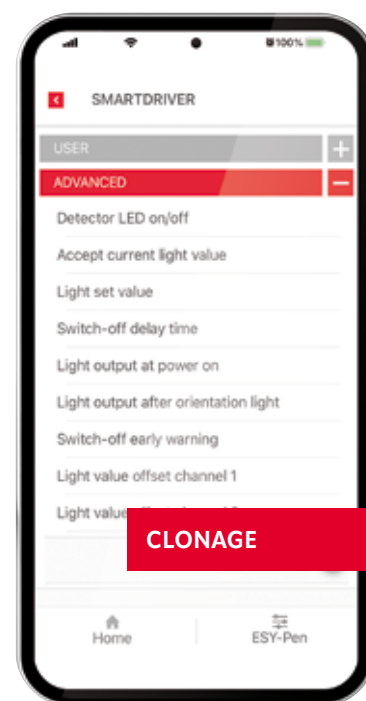 100%
SMARTDRIVER
USER
ADVANCED
Detector LED on/off
Accept current light value
Light set value
Switch-off delay time
Light output at power on
Light output after orientation light
Switch-off early warning
Light value offset channel 1
Light value
CLONAGE
Home
ESY-Pen